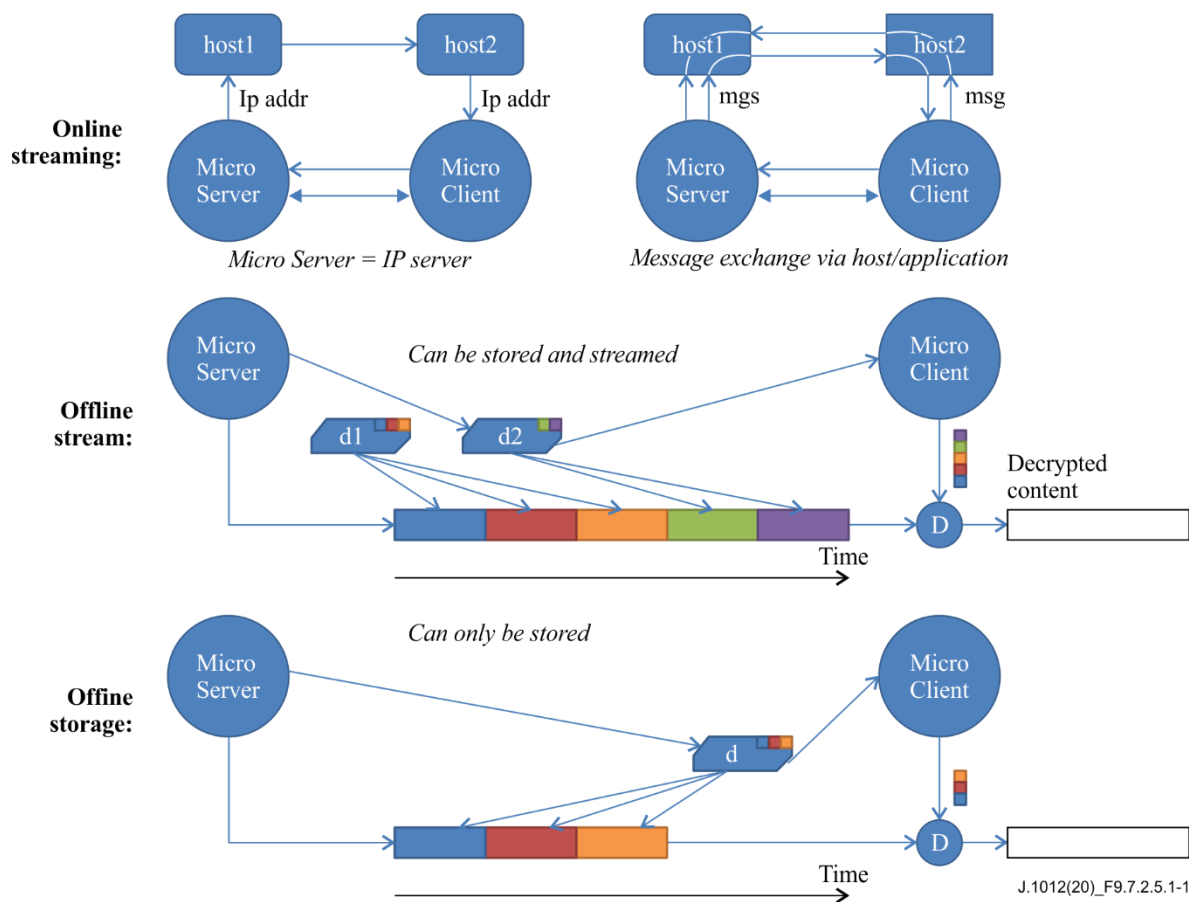 host1
host2
host1
host2
Ip addr
Ip addr
mgs
msg
Online
streaming:
Micro
Server
Micro
Client
Micro
Server
Micro
Client
Micro Server = IP server
Message exchange via host/application
Micro
Server
Can be stored and streamed
Micro
Client
Offline
stream:
d1
d2
Decrypted
content
D
Time
Can only be stored
Micro
Server
Micro
Client
Offine
storage:
d
D
Time
J.1012(20)_F9.7.2.5.1-1